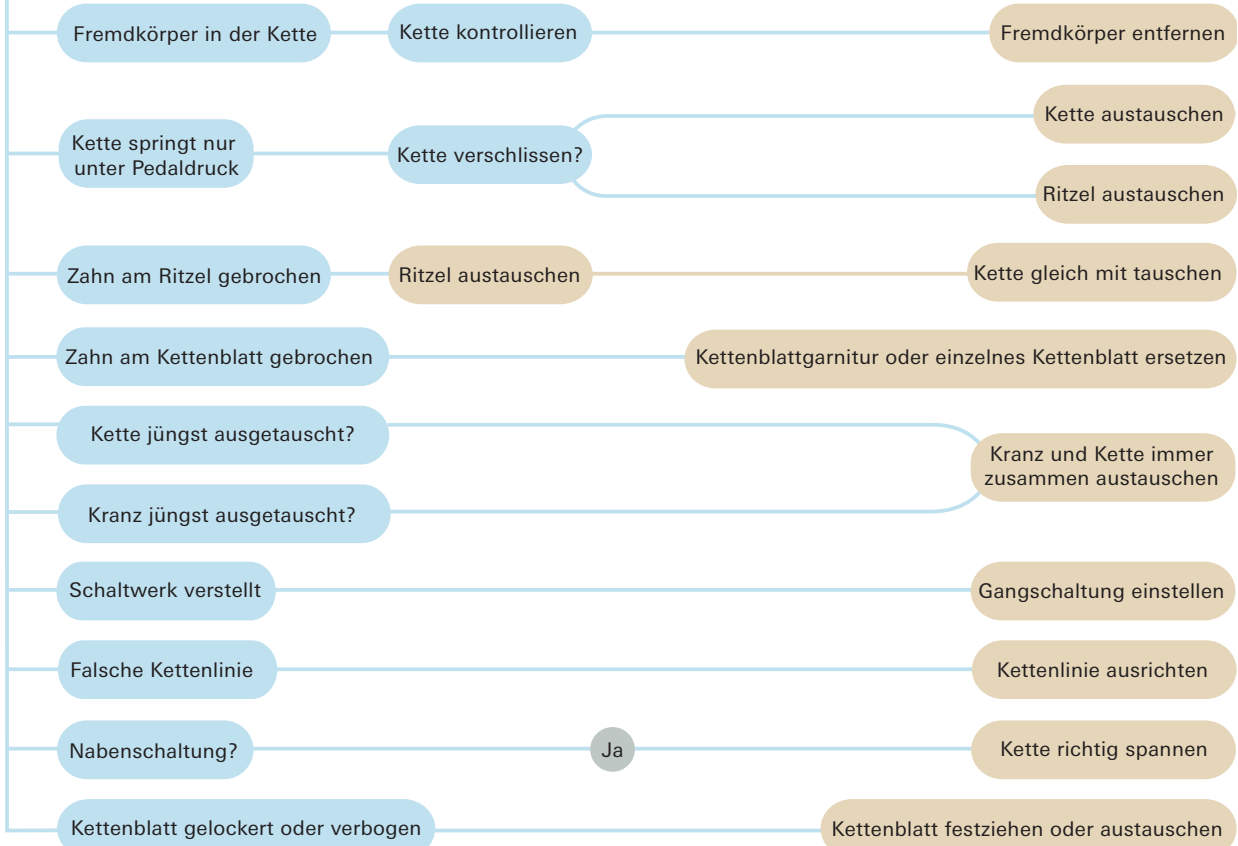 Fremdkörper in der Kette
Kette kontrollieren
Fremdkörper entfernen
Kette springt nur
unter Pedaldruck
Kette verschlissen?
Kette austauschen
Ritzel austauschen
Zahn am Ritzel gebrochen
Ritzel austauschen
Kette gleich mit tauschen
Zahn am Kettenblatt gebrochen
Kettenblattgarnitur oder einzelnes Kettenblatt ersetzen
Kette jüngst ausgetauscht?
Kranz jüngst ausgetauscht?
Kranz und Kette immer
zusammen austauschen
Schaltwerk verstellt
Gangschaltung einstellen
Falsche Kettenlinie
Kettenlinie ausrichten
Nabenschaltung?
Ja
Kette richtig spannen
Kettenblatt gelockert oder verbogen
Kettenblatt festziehen oder austauschen